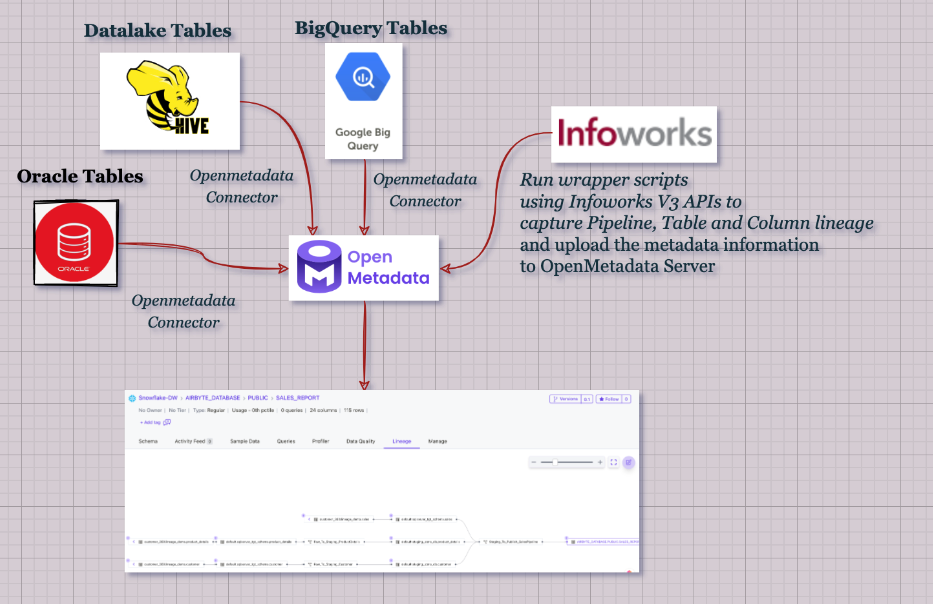 Datalake Tables
BigQuery Tables
HIVE
Google Big
Query
Infoworks
Oracle Tables
ORACLE
Openmetadata
Connector
Openmetadata
Connector
Run wrapper scripts
using Infoworks V3 APIs to
capture Pipeline, Table and Column lineage
and upload the metadata information
to OpenMetadata Server
Open
Metadata
Openmetadata
Connector
Snowflake-DW › AIRBYTE_DATABASE › PUBLIC › SALES_REPORT
Versions
Follow 0
No Owner | No Tier | Type: Regular | Usage - 0th pctile | 0 queries | 24 columns | 118 rows |
+ Add tag
Schema Activity Feed Sample Data Queries Profiler Data Quality Lineage Manage